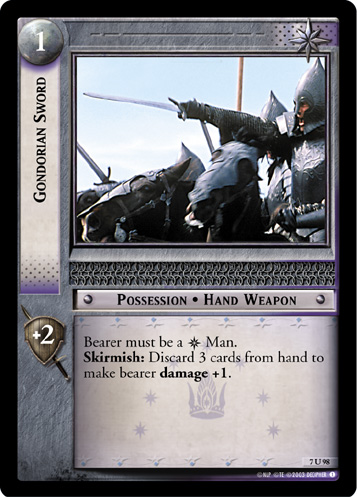 1
GONDORIAN SWORD
POSSESSION • HAND WEAPON
+2
Bearer must be a Man.
Skirmish: Discard 3 cards from hand to
make bearer damage +1.
7 U 98